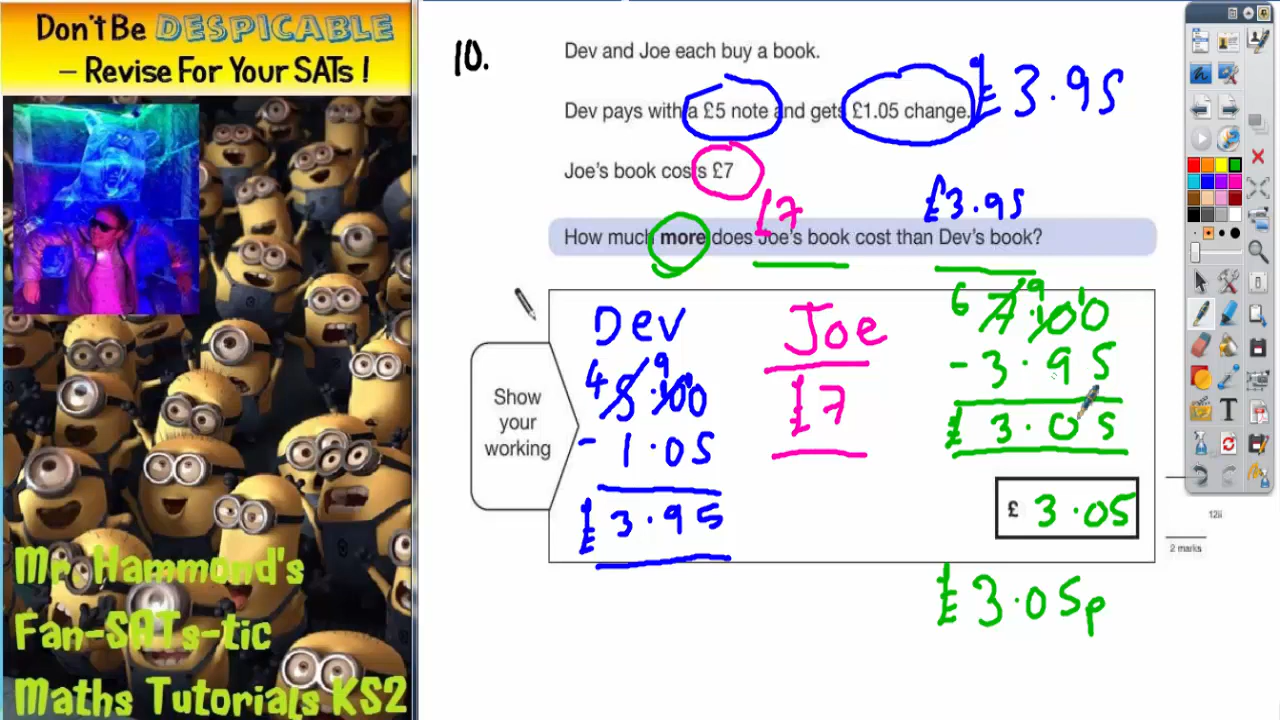 Don't Be DESPICABLE
– Revise For Your SATs !
Mr. Hammond's
Fan-SATs-tic
Maths Tutorials KS2
10.
Dev and Joe each buy a book.
Dev pays with a £5 note and gets £1.05 change.
£3.95
Joe's book costs £7
£7
£3.95
How much more does Joe's book cost than Dev's book?
Show
your
working
Dev
4 9
5.100
- 1.05
£3.95
Joe
£7
6 9 1
7.100
- 3.95
£3.05
£ 3.05
£3.05p
12ii
2 marks